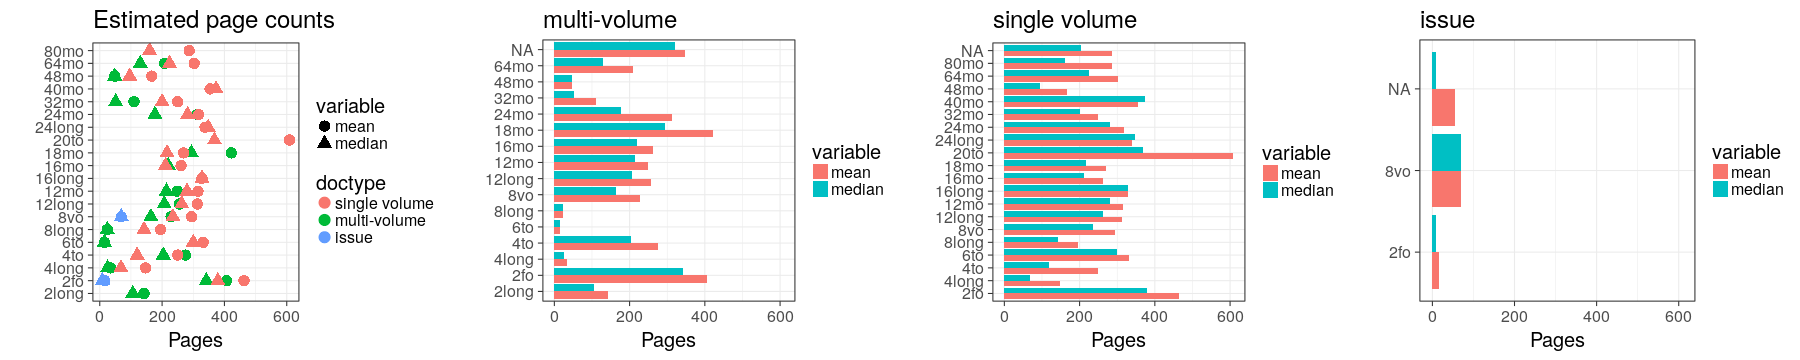 Estimated page counts
80mo
64mo
48mo
40mo
32mo
24mo
24long
20to
18mo
16mo
16long
12mo
12long
8vo
8long
6to
4to
4long
2fo
2long
0 200 400 600
Pages
variable
mean
median
doctype
single volume
multi-volume
issue
multi-volume
NA
64mo
48mo
32mo
24mo
18mo
16mo
12mo
12long
8vo
8long
6to
4to
4long
2fo
2long
0 200 400 600
Pages
variable
mean
median
single volume
NA
80mo
64mo
48mo
40mo
32mo
24mo
24long
20to
18mo
16mo
16long
12mo
12long
8vo
8long
6to
4to
4long
2fo
0 200 400 600
Pages
variable
mean
median
issue
NA
8vo
2fo
0 200 400 600
Pages
variable
mean
median